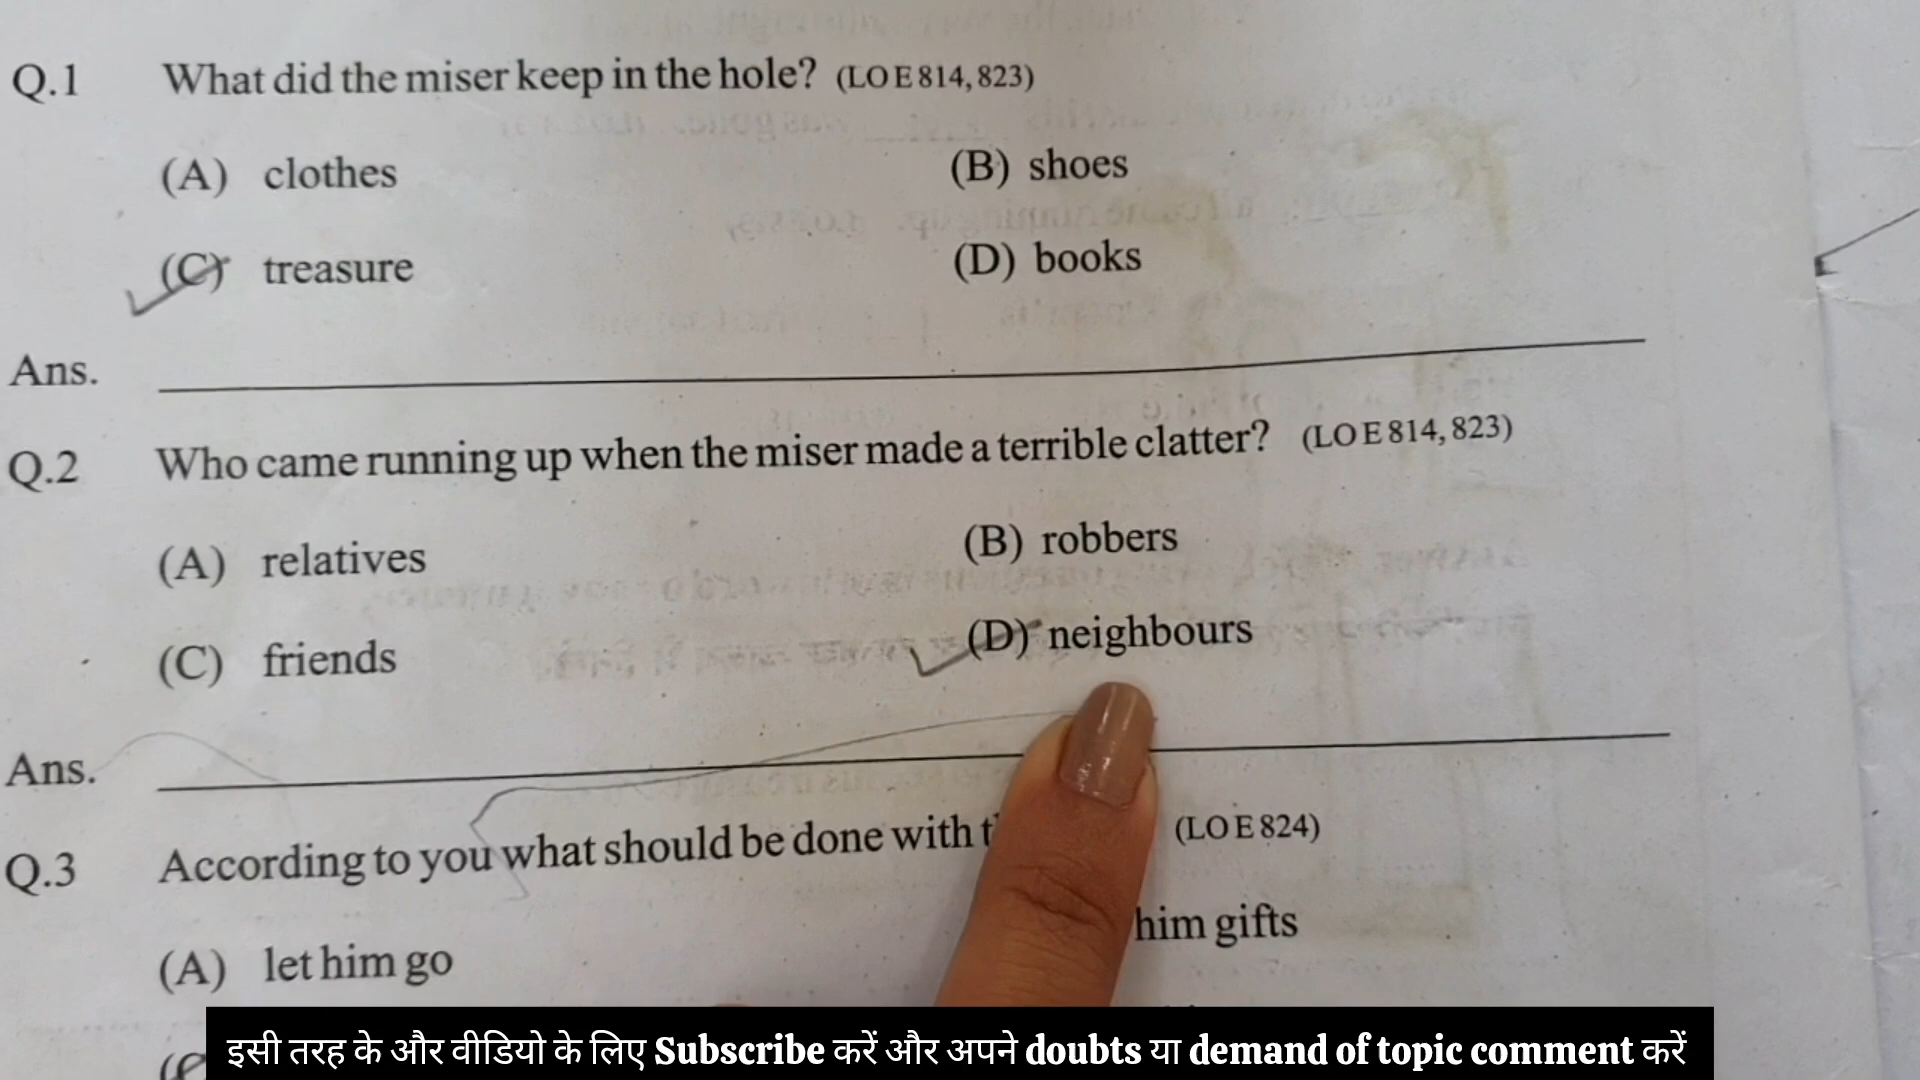 Q.1 What did the miser keep in the hole? (LO E 814, 823)
(A) clothes (B) shoes
(C) treasure (D) books
Ans.
Q.2 Who came running up when the miser made a terrible clatter? (LO E 814, 823)
(A) relatives (B) robbers
(C) friends (D) neighbours
Ans.
Q.3 According to you what should be done with (LO E 824)
(A) let him go him gifts
इसी तरह के और वीडियो के लिए Subscribe करें और अपने doubts या demand of topic comment करें